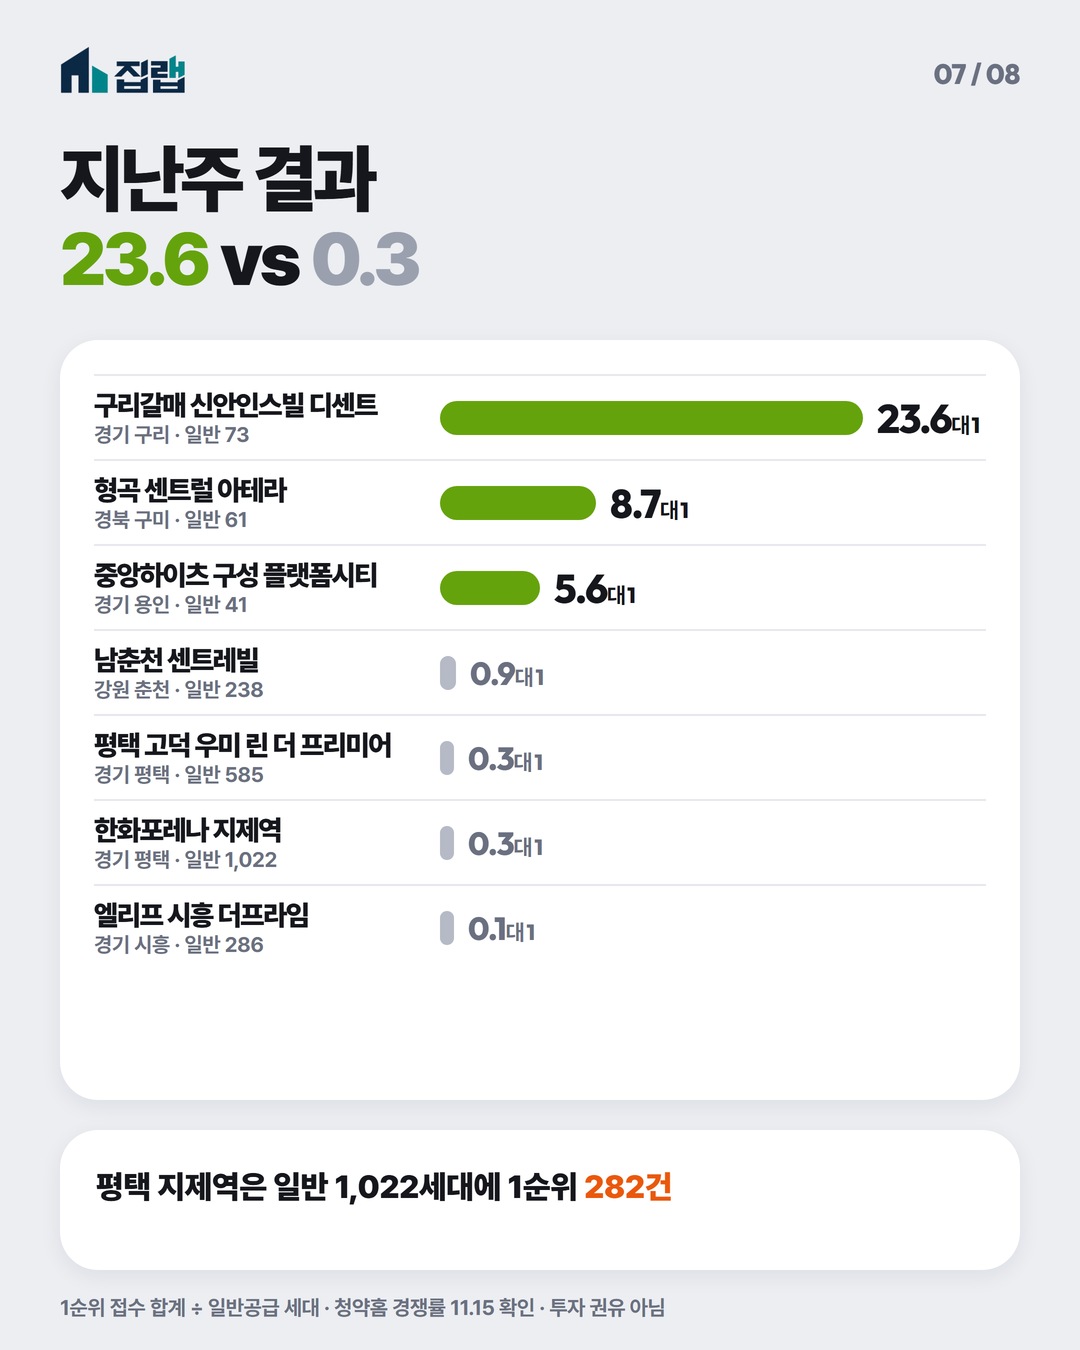 집랩
07 / 08
지난주 결과
23.6 vs 0.3
구리갈매 신안인스빌 디센트
경기 구리 · 일반 73
23.6대1
형곡 센트럴 아테라
경북 구미 · 일반 61
8.7대1
중앙하이츠 구성 플랫폼시티
경기 용인 · 일반 41
5.6대1
남춘천 센트레빌
강원 춘천 · 일반 238
0.9대1
평택 고덕 우미 린 더 프리미어
경기 평택 · 일반 585
0.3대1
한화포레나 지제역
경기 평택 · 일반 1,022
0.3대1
엘리프 시흥 더프라임
경기 시흥 · 일반 286
0.1대1
평택 지제역은 일반 1,022세대에 1순위 282건
1순위 접수 합계 ÷ 일반공급 세대 · 청약홈 경쟁률 11.15 확인 · 투자 권유 아님